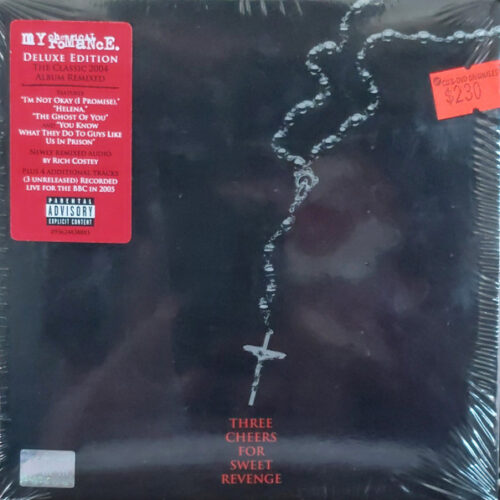 my chemical
romance.
DELUXE EDITION
THE CLASSIC 2004
ALBUM REMIXED
FEATURES
"I'M NOT OKAY (I PROMISE),"
"HELENA,"
"THE GHOST OF YOU"
AND "YOU KNOW
WHAT THEY DO TO GUYS LIKE
US IN PRISON"
NEWLY REMIXED AUDIO
BY RICH COSTEY
PLUS 4 ADDITIONAL TRACKS
(3 UNRELEASED) RECORDED
LIVE FOR THE BBC IN 2005
PARENTAL
ADVISORY
EXPLICIT CONTENT
$230
THREE
CHEERS
FOR
SWEET
REVENGE